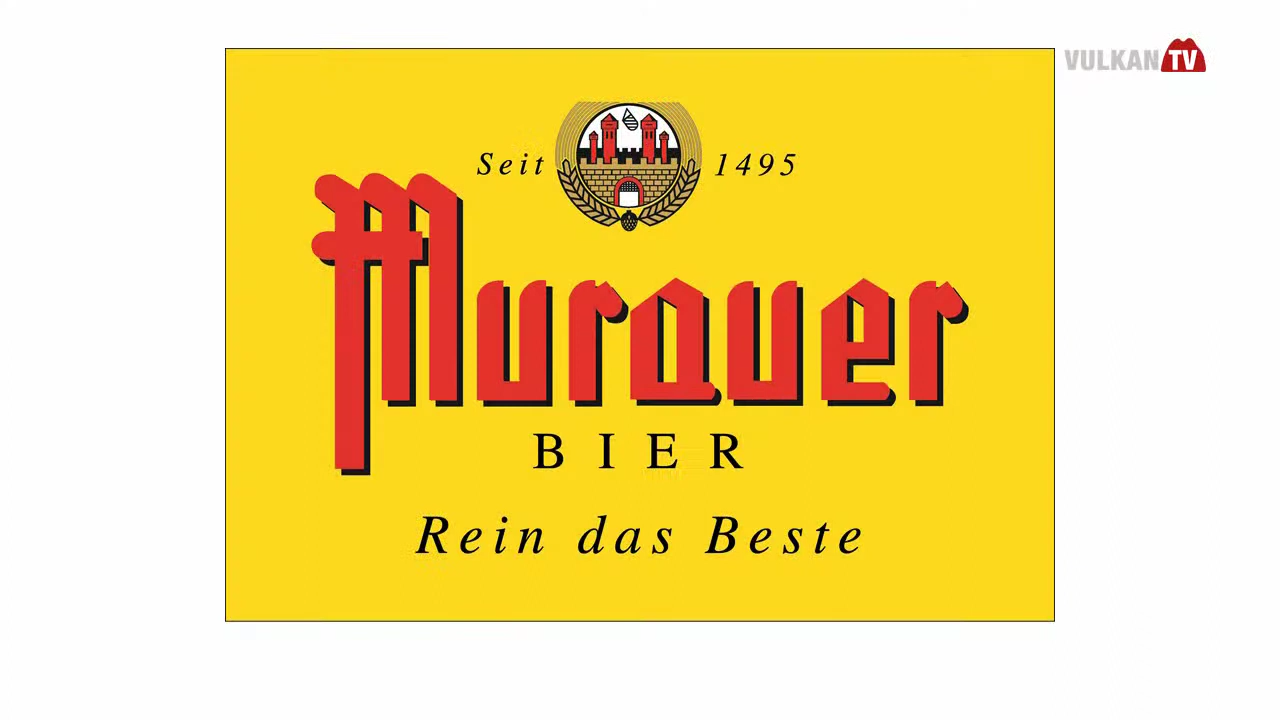 VULKAN TV
Seit 1495
Murauer
BIER
Rein das Beste